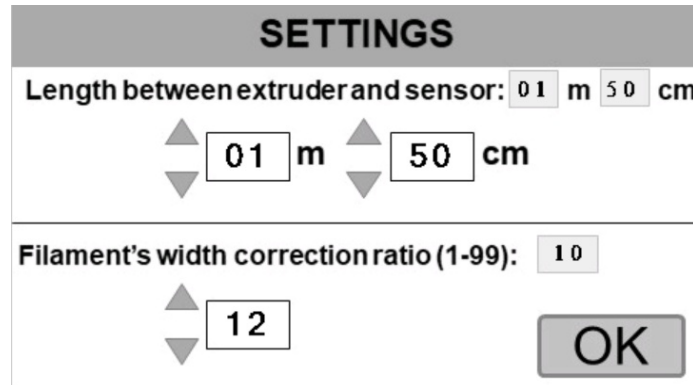 SETTINGS
Length between extruder and sensor: 01 m 50 cm
01 m 50 cm
Filament's width correction ratio (1-99): 10
12
OK